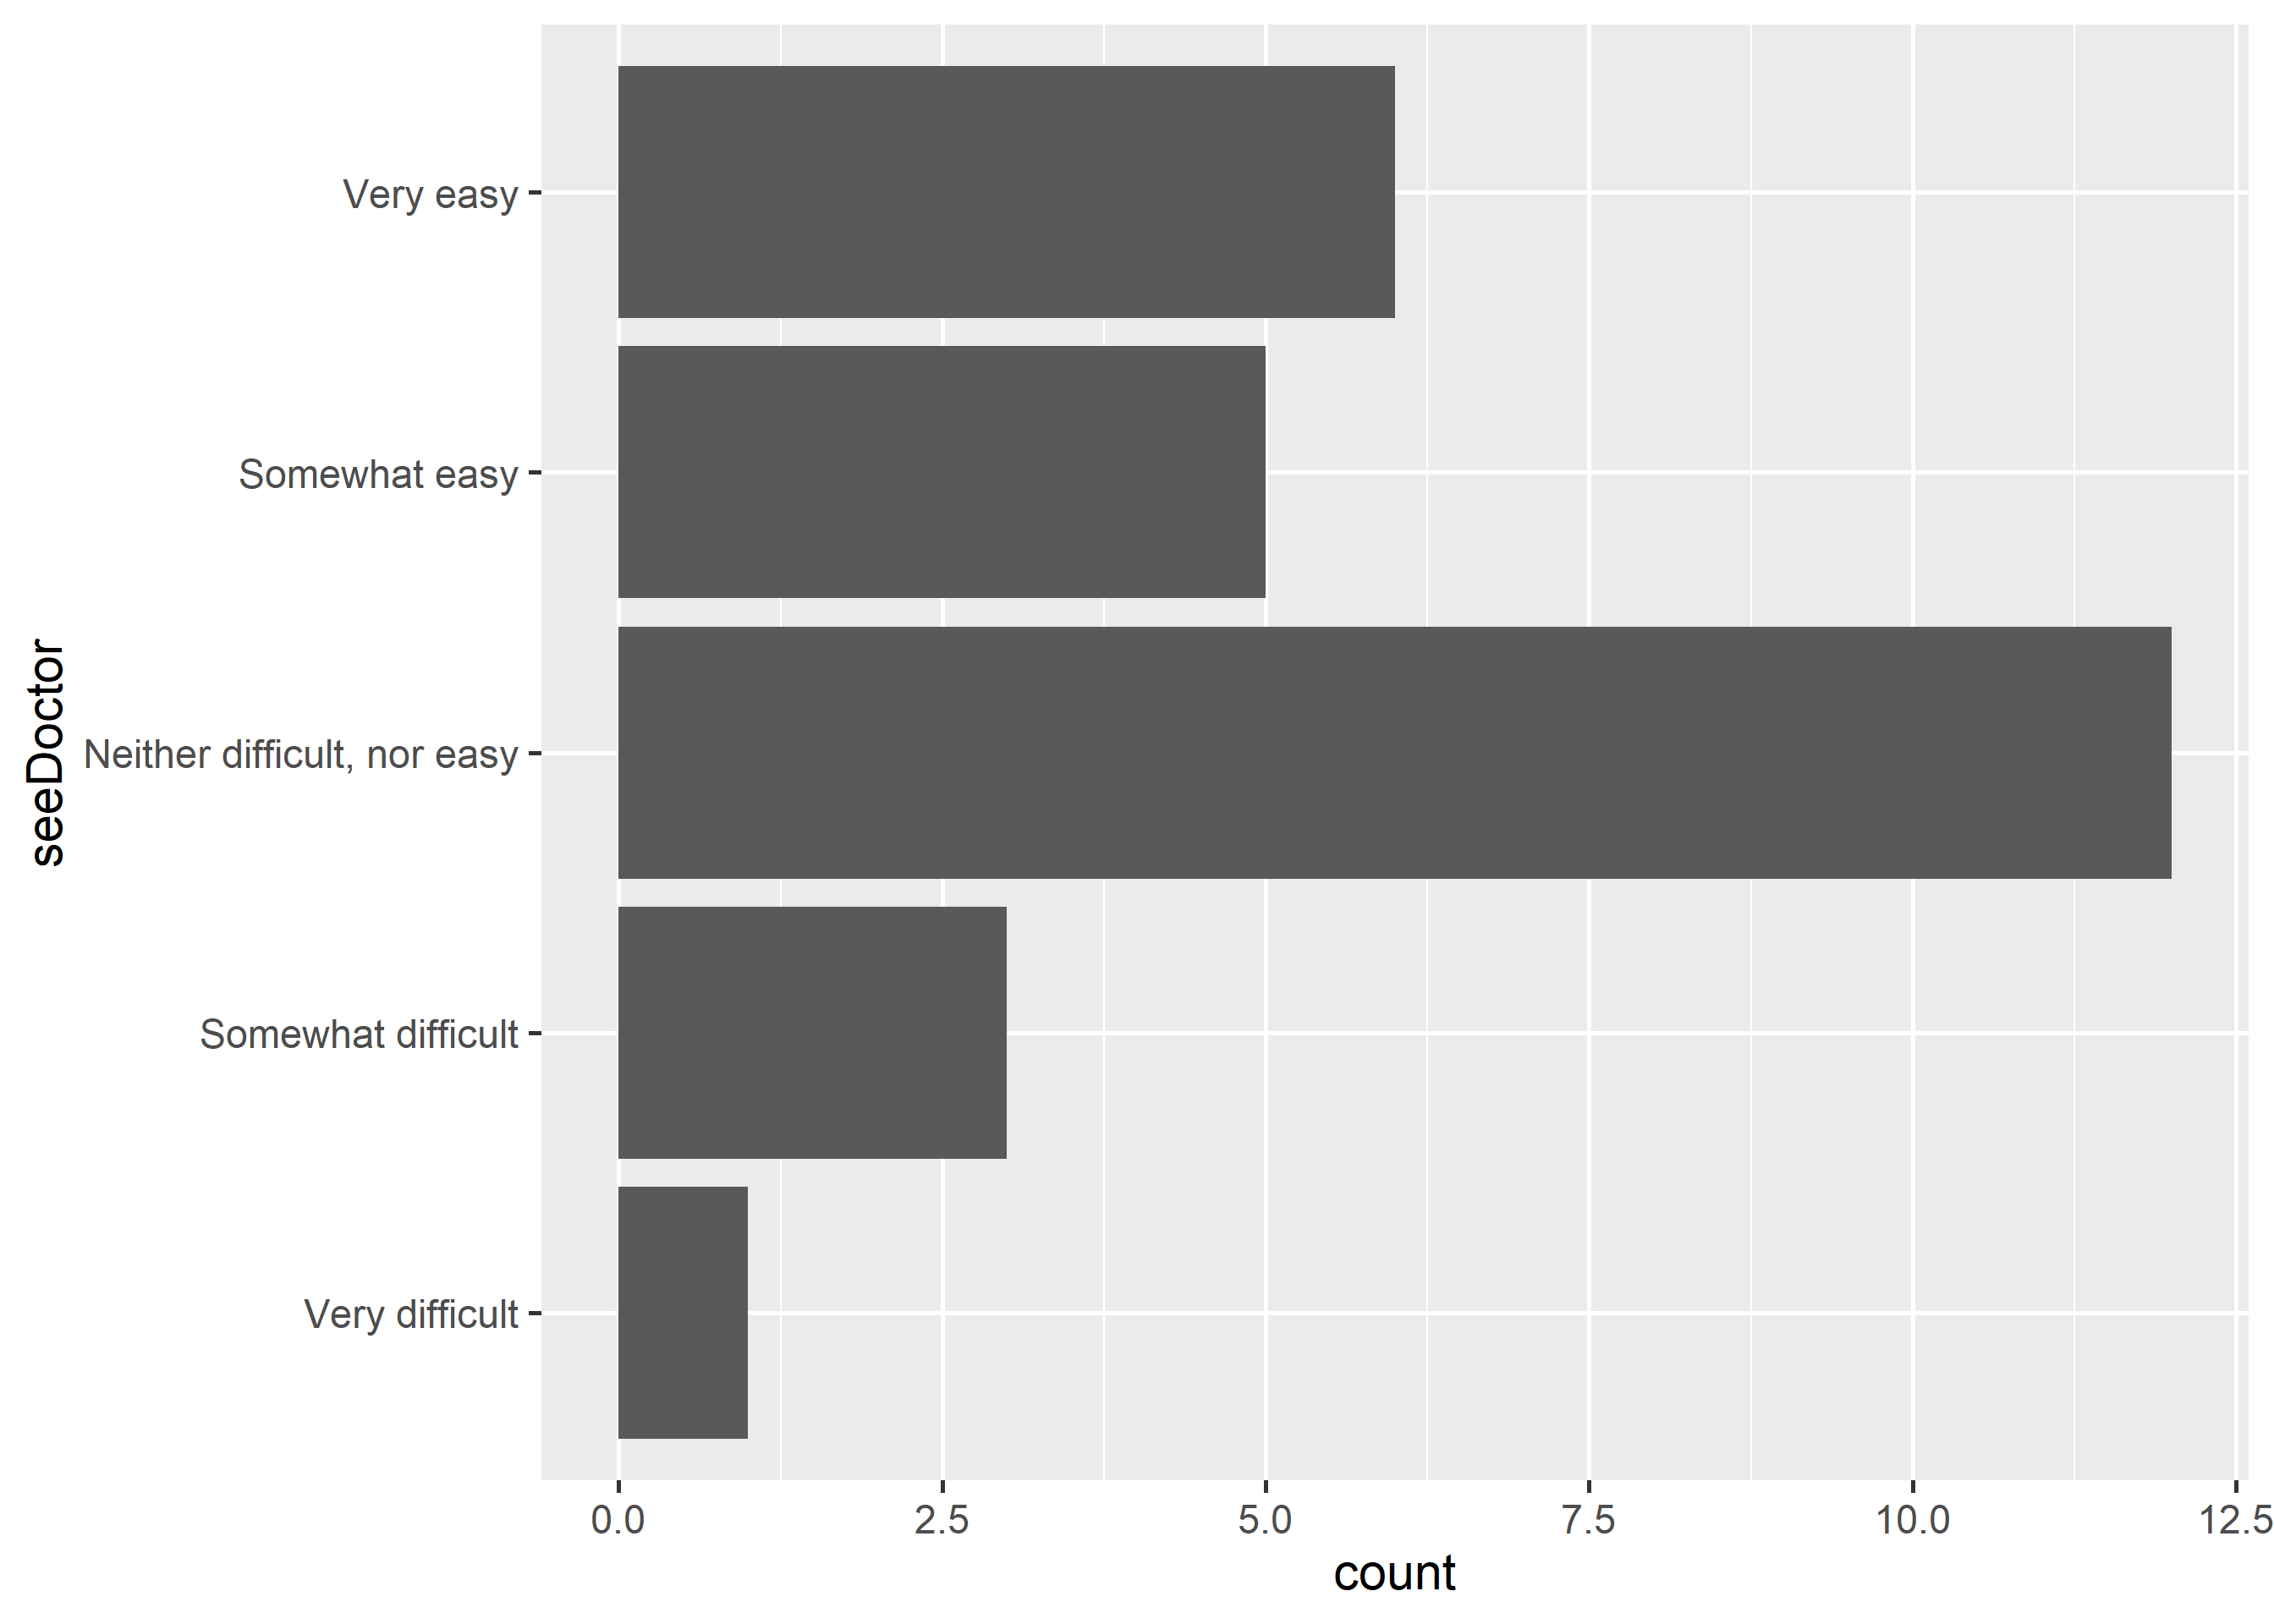 Very easy
Somewhat easy
Neither difficult, nor easy
Somewhat difficult
Very difficult
seeDoctor
0.0 2.5 5.0 7.5 10.0 12.5
count